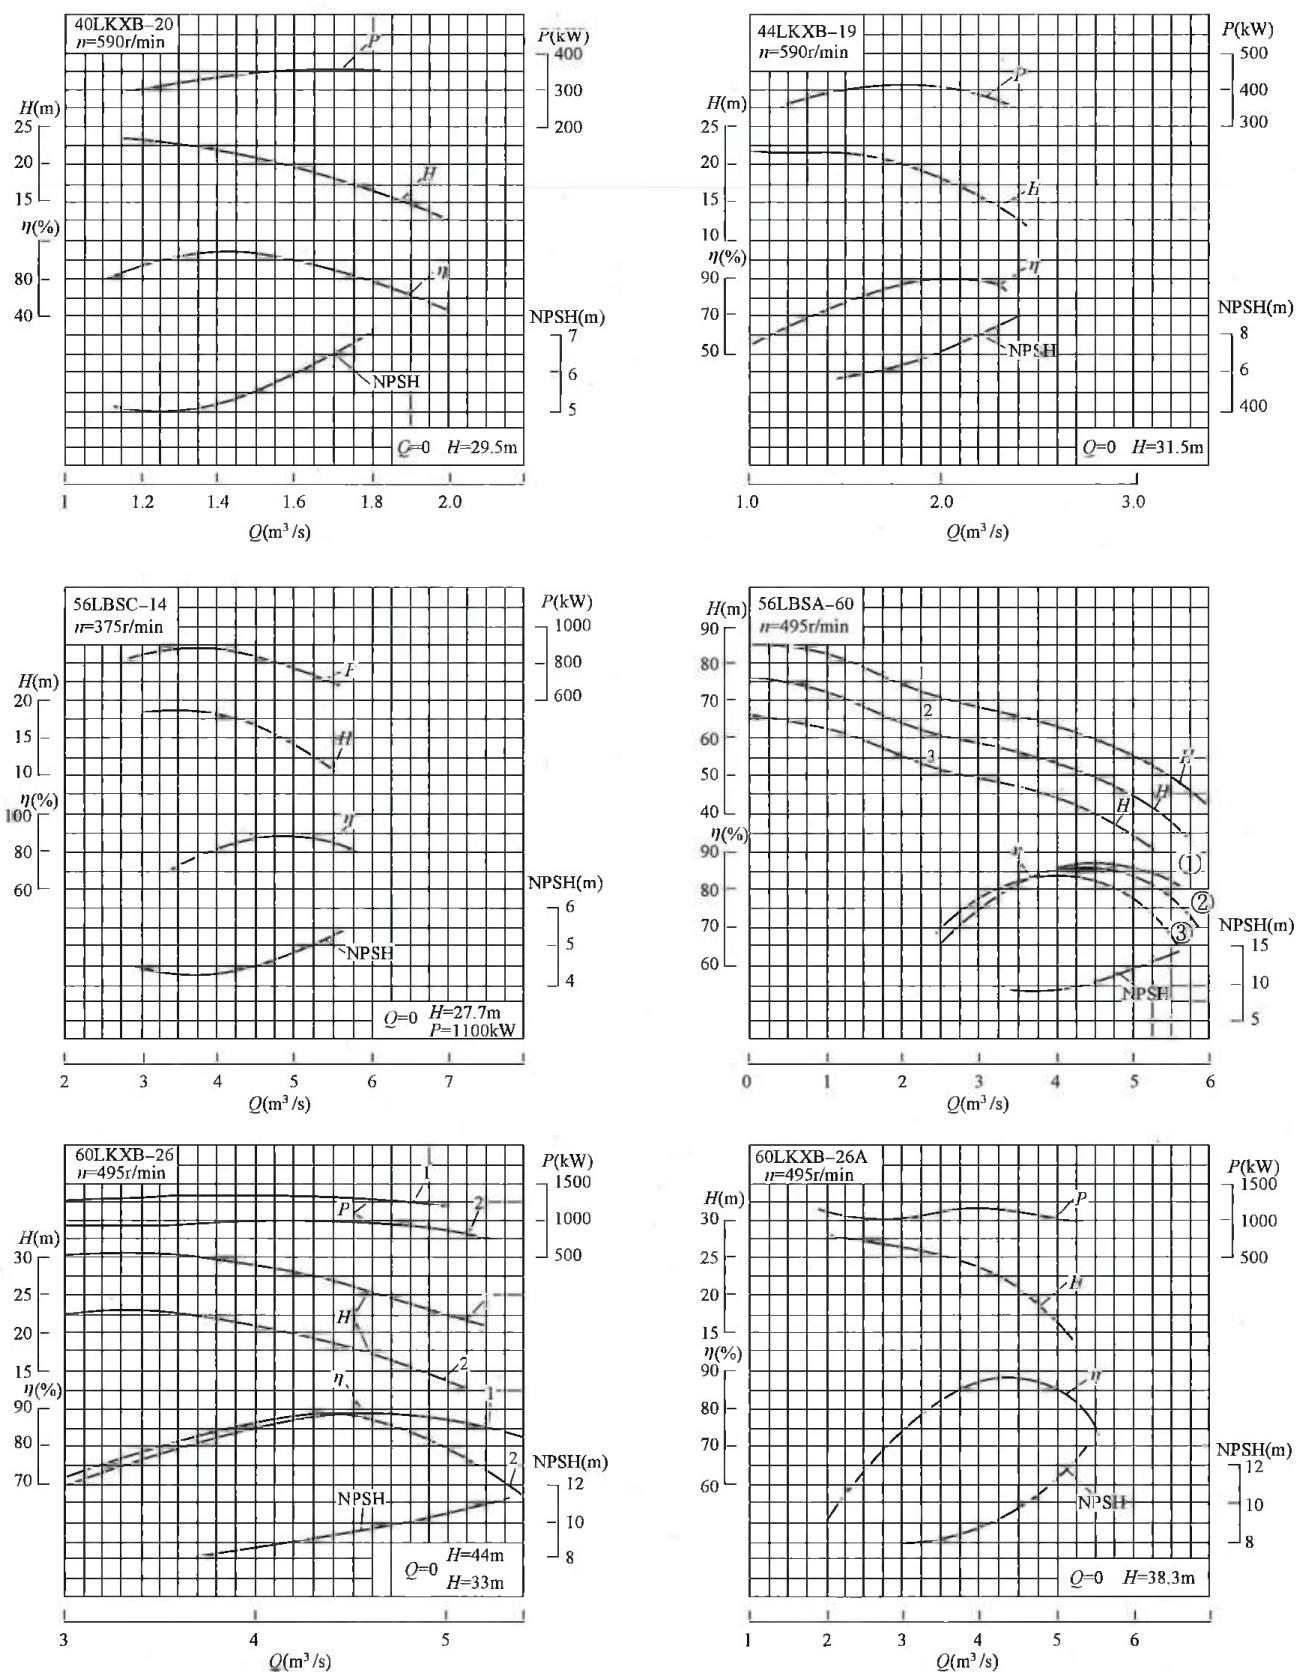 40LKXB–20
n=590r/min
P(kW)
400
300
200
H(m)
25
20
15
η(%)
80
40
NPSH(m)
7
6
5
P
H
η
NPSH
Q=0 H=29.5m
1 1.2 1.4 1.6 1.8 2.0
Q(m³/s)
44LKXB–19
n=590r/min
P(kW)
500
400
300
H(m)
25
20
15
10
η(%)
90
70
50
NPSH(m)
8
6
400
P
H
η
NPSH
Q=0 H=31.5m
1.0 2.0 3.0
Q(m³/s)
56LBSC–14
n=375r/min
P(kW)
1000
800
600
H(m)
20
15
10
η(%)
100
80
60
NPSH(m)
6
5
4
P
H
η
NPSH
Q=0 H=27.7m
P=1100kW
2 3 4 5 6 7
Q(m³/s)
56LBSA–60
n=495r/min
H(m)
90
80
70
60
50
40
η(%)
90
80
70
60
NPSH(m)
15
10
5
2
3
H
H
H
η
①
②
③
NPSH
0 1 2 3 4 5 6
Q(m³/s)
60LKXB–26
n=495r/min
P(kW)
1500
1000
500
H(m)
30
25
20
15
η(%)
90
80
70
NPSH(m)
12
10
8
1
P
2
H
2
η
1
2
NPSH
Q=0 H=44m
H=33m
3 4 5
Q(m³/s)
60LKXB–26A
n=495r/min
P(kW)
1500
1000
500
H(m)
30
25
20
15
η(%)
90
80
70
60
NPSH(m)
12
10
8
P
H
η
NPSH
Q=0 H=38.3m
1 2 3 4 5 6
Q(m³/s)